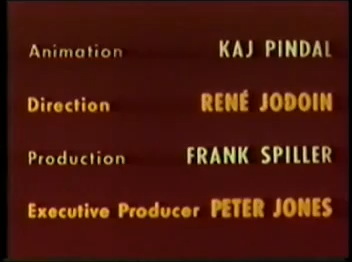 Animation KAJ PINDAL
Direction RENÉ JODOIN
Production FRANK SPILLER
Executive Producer PETER JONES